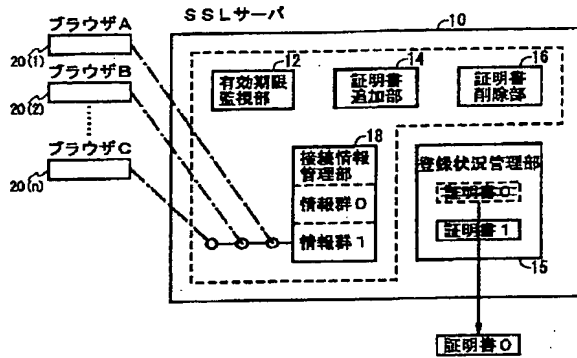 SSLサーバ
10
ブラウザA
20(1)
ブラウザB
20(2)
ブラウザC
20(n)
12
有効期限
監視部
14
証明書
追加部
16
証明書
削除部
18
接続情報
管理部
情報群0
情報群1
登録状況管理部
証明書0
証明書1
15
証明書0